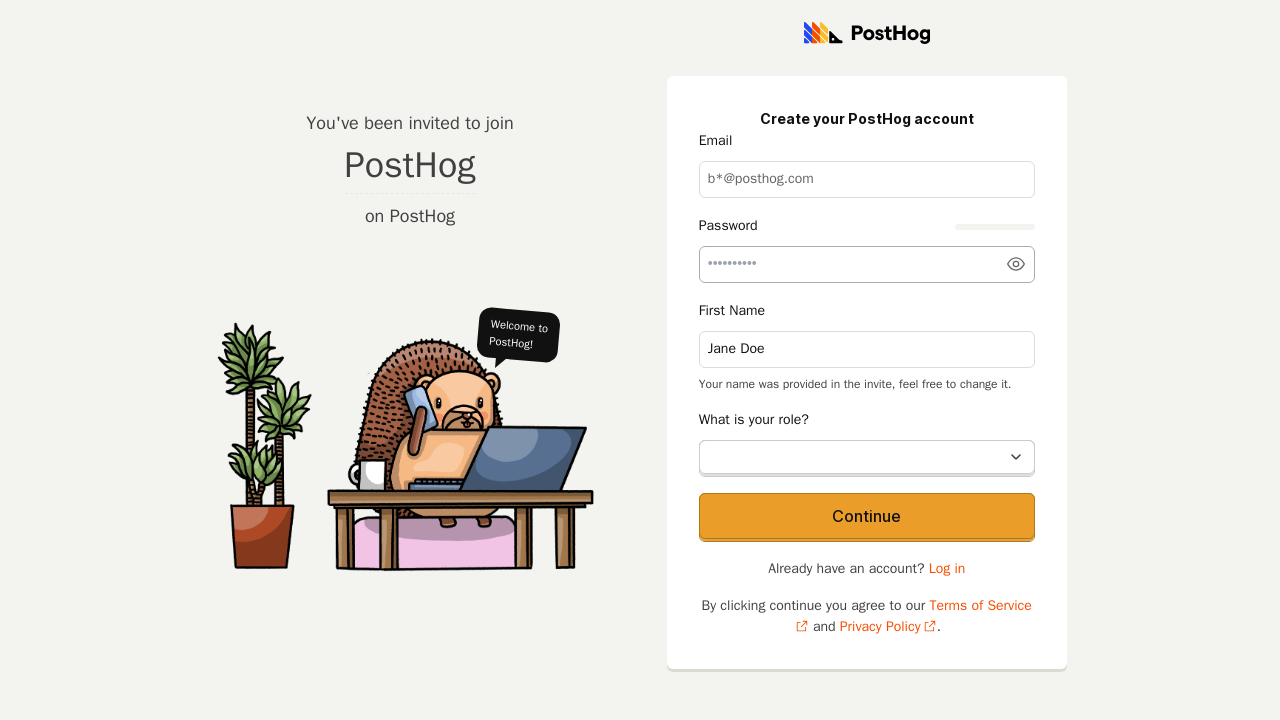 PostHog
You've been invited to join
PostHog
on PostHog
Welcome to
PostHog!
Create your PostHog account
Email
b*@posthog.com
Password
••••••••••
First Name
Jane Doe
Your name was provided in the invite, feel free to change it.
What is your role?
Continue
Already have an account? Log in
By clicking continue you agree to our Terms of Service
and Privacy Policy.